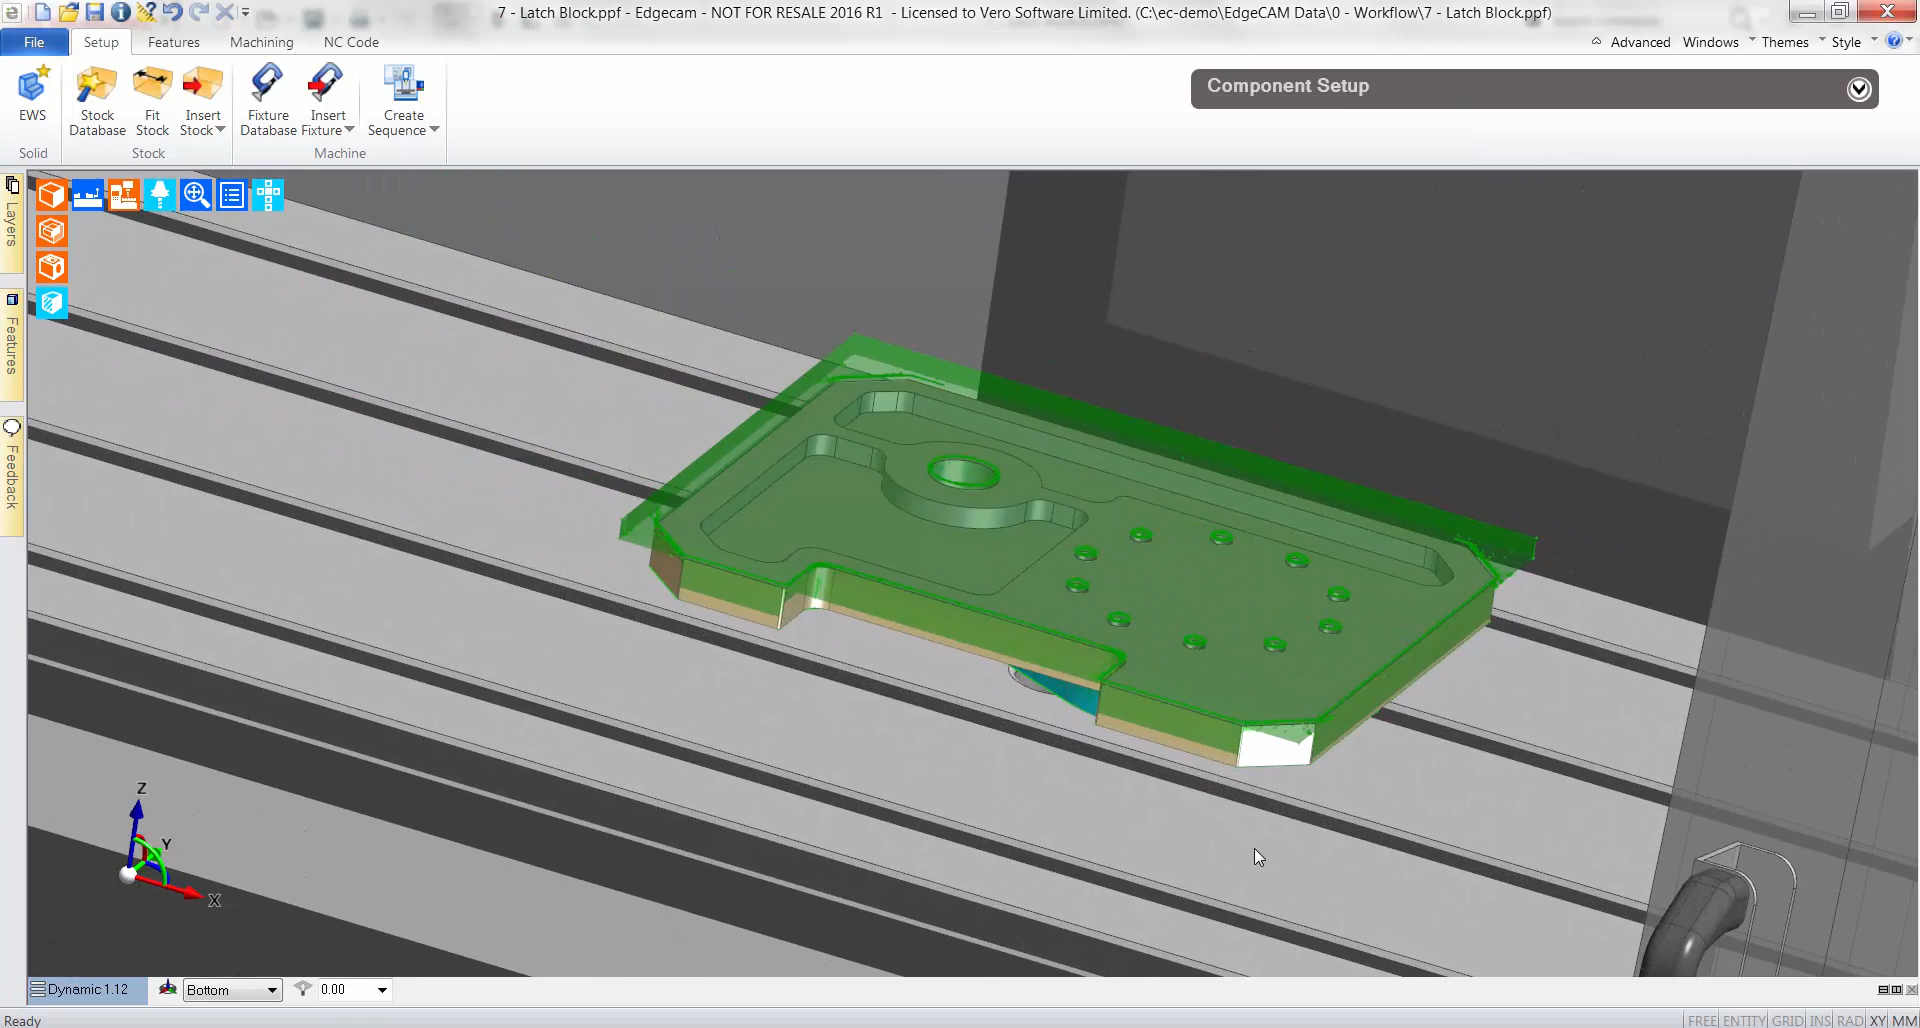 7 - Latch Block.ppf - Edgecam - NOT FOR RESALE 2016 R1 - Licensed to Vero Software Limited. (C:\ec-demo\EdgeCAM Data\0 - Workflow\7 - Latch Block.ppf)
File Setup Features Machining NC Code Advanced Windows Themes Style
EWS
Stock Database
Fit Stock
Insert Stock
Fixture Database
Insert Fixture
Create Sequence
Solid Stock Machine
Component Setup
Layers
Features
Feedback
Z
Y
X
Dynamic 1.12 Bottom 0.00
Ready FREE ENTITY GRID INS RAD XY MM